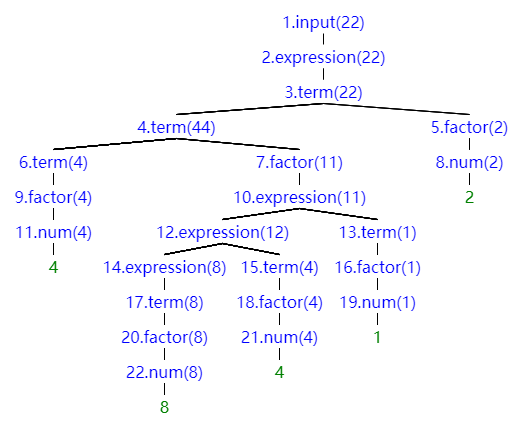 1.input(22)
2.expression(22)
3.term(22)
4.term(44) 5.factor(2)
6.term(4) 7.factor(11) 8.num(2)
9.factor(4) 10.expression(11) 2
11.num(4) 12.expression(12) 13.term(1)
4 14.expression(8) 15.term(4) 16.factor(1)
17.term(8) 18.factor(4) 19.num(1)
20.factor(8) 21.num(4) 1
22.num(8) 4
8